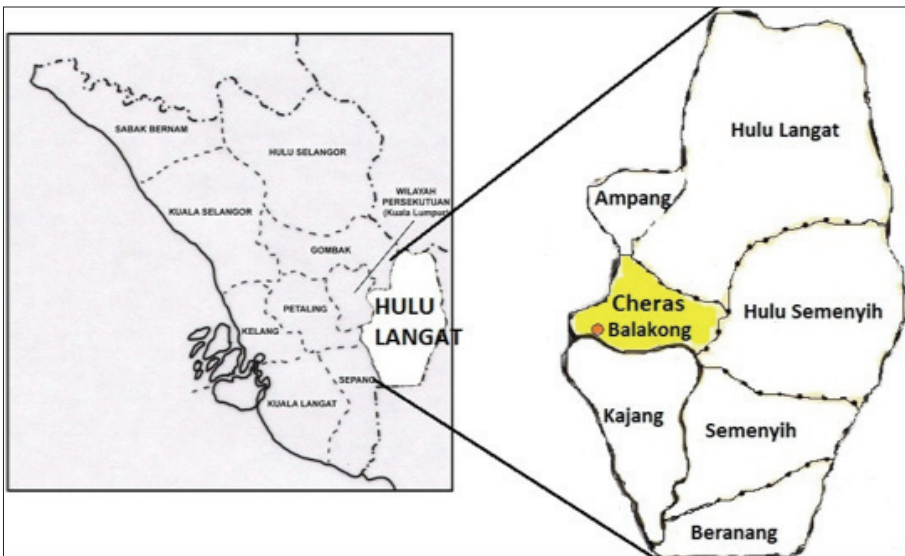 SABAK BERNAM
HULU SELANGOR
WILAYAH
PERSEKUTUAN
(Kuala Lumpur)
KUALA SELANGOR
GOMBAK
PETALING
HULU
LANGAT
KELANG
SEPANG
KUALA LANGAT
Hulu Langat
Ampang
Cheras
Balakong
Hulu Semenyih
Kajang
Semenyih
Beranang